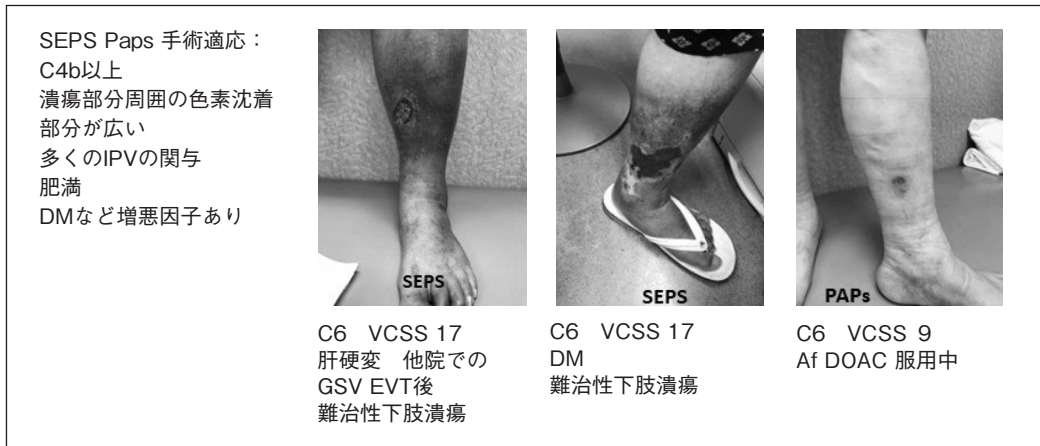 SEPS Paps 手術適応：
C4b以上
潰瘍部分周囲の色素沈着
部分が広い
多くのIPVの関与
肥満
DMなど増悪因子あり
SEPS
C6 VCSS 17
肝硬変 他院での
GSV EVT後
難治性下肢潰瘍
SEPS
C6 VCSS 17
DM
難治性下肢潰瘍
PAPs
C6 VCSS 9
Af DOAC 服用中